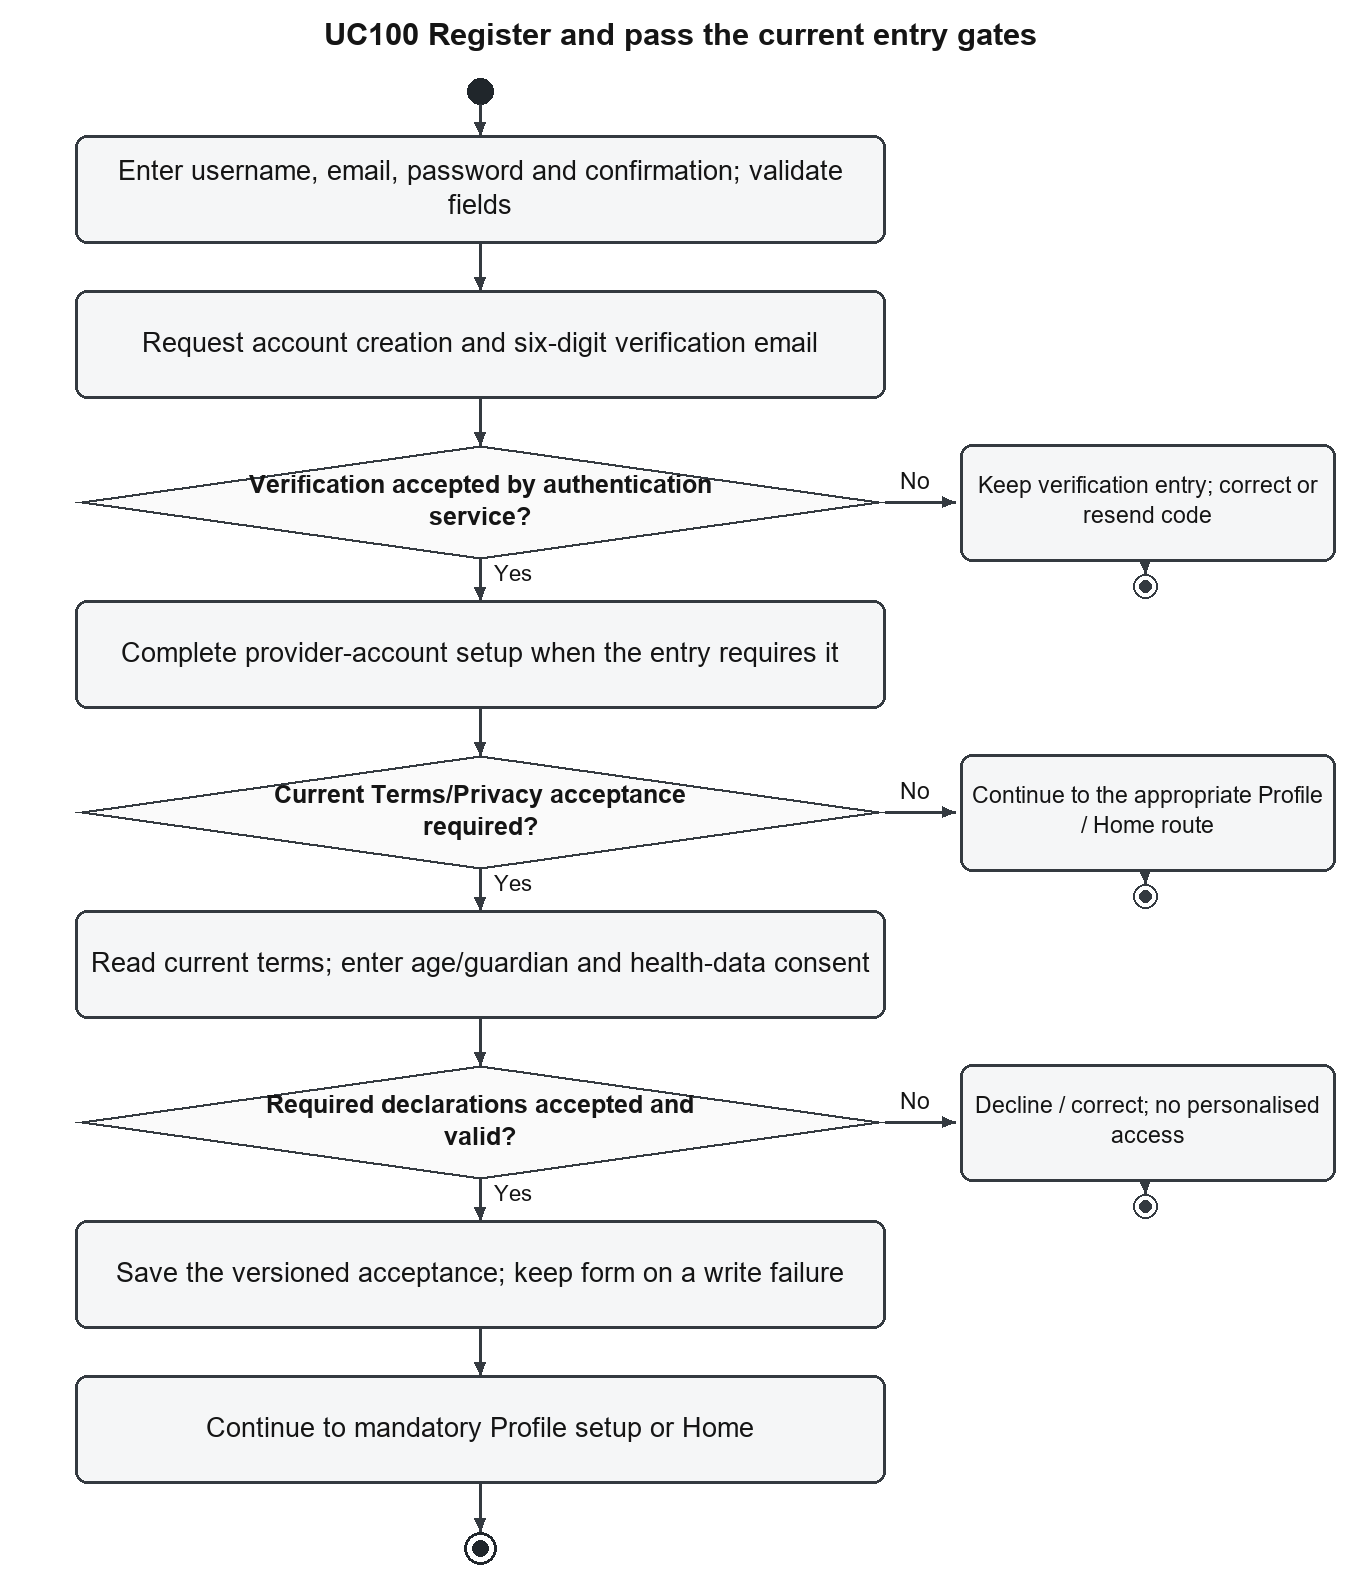 UC100 Register and pass the current entry gates
Enter username, email, password and confirmation; validate
fields
Request account creation and six-digit verification email
Verification accepted by authentication
service?
No
Keep verification entry; correct or
resend code
Yes
Complete provider-account setup when the entry requires it
Current Terms/Privacy acceptance
required?
No
Continue to the appropriate Profile
/ Home route
Yes
Read current terms; enter age/guardian and health-data consent
Required declarations accepted and
valid?
No
Decline / correct; no personalised
access
Yes
Save the versioned acceptance; keep form on a write failure
Continue to mandatory Profile setup or Home